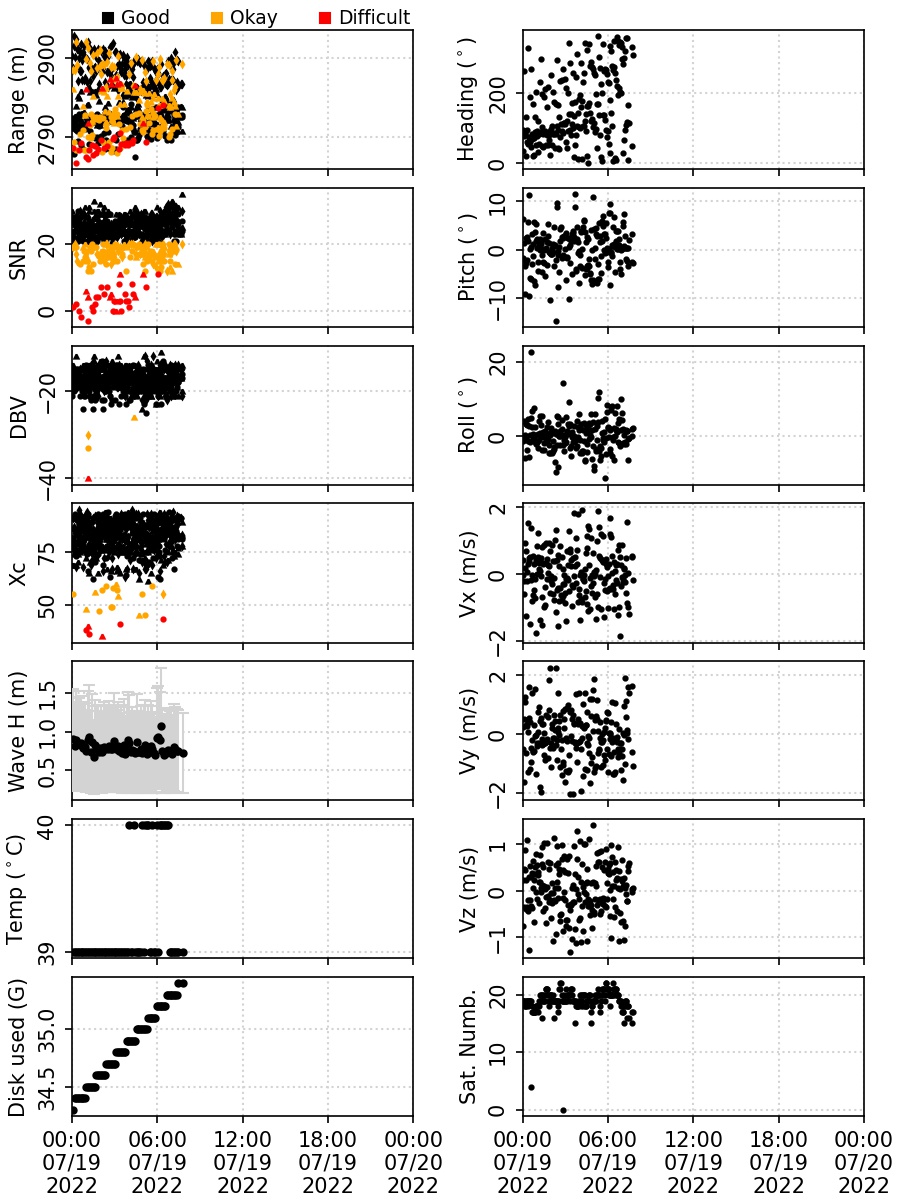 Good Okay Difficult
Range (m)
2900
2790
Heading (°)
200
0
SNR
20
0
Pitch (°)
10
0
−10
DBV
−20
−40
Roll (°)
20
0
Xc
75
50
Vx (m/s)
2
0
−2
Wave H (m)
1.5
1.0
0.5
Vy (m/s)
2
0
−2
Temp (°C)
40
39
Vz (m/s)
1
0
−1
Disk used (G)
35.0
34.5
Sat. Numb.
20
10
0
00:00 06:00 12:00 18:00 00:00
07/19 07/19 07/19 07/19 07/20
2022 2022 2022 2022 2022
00:00 06:00 12:00 18:00 00:00
07/19 07/19 07/19 07/19 07/20
2022 2022 2022 2022 2022